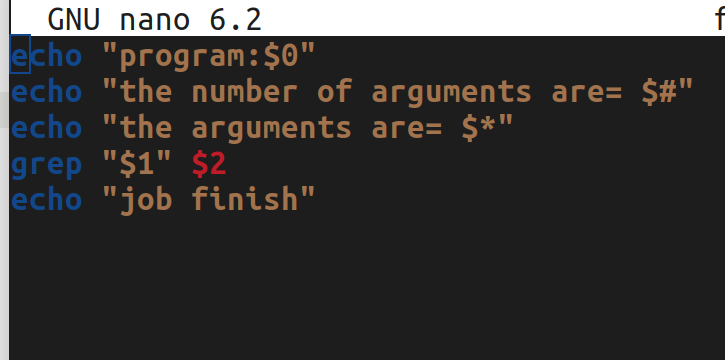 GNU nano 6.2 f
echo "program:$0"
echo "the number of arguments are= $#"
echo "the arguments are= $*"
grep "$1" $2
echo "job finish"